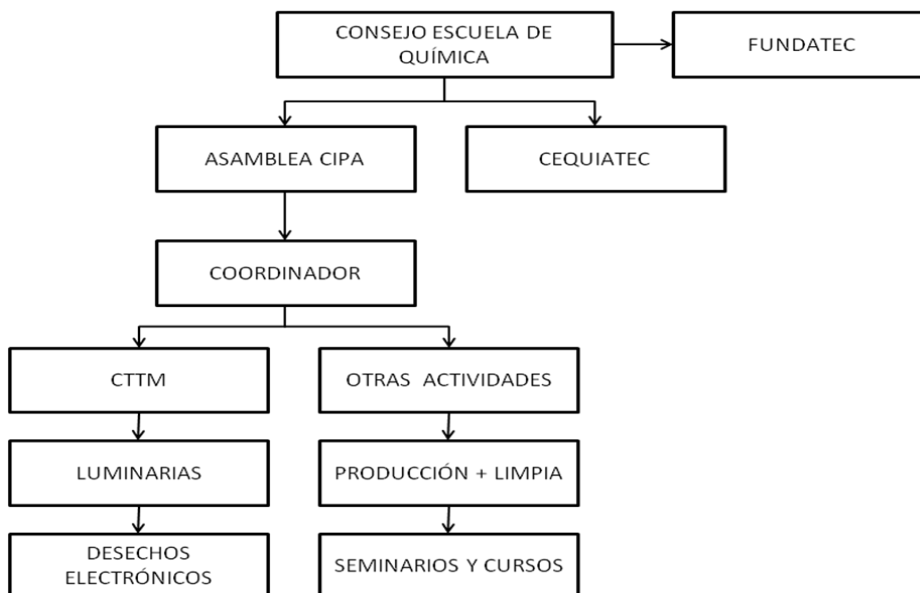 CONSEJO ESCUELA DE
QUÍMICA
FUNDATEC
ASAMBLEA CIPA
CEQUIATEC
COORDINADOR
CTTM
OTRAS ACTIVIDADES
LUMINARIAS
PRODUCCIÓN + LIMPIA
DESECHOS
ELECTRÓNICOS
SEMINARIOS Y CURSOS